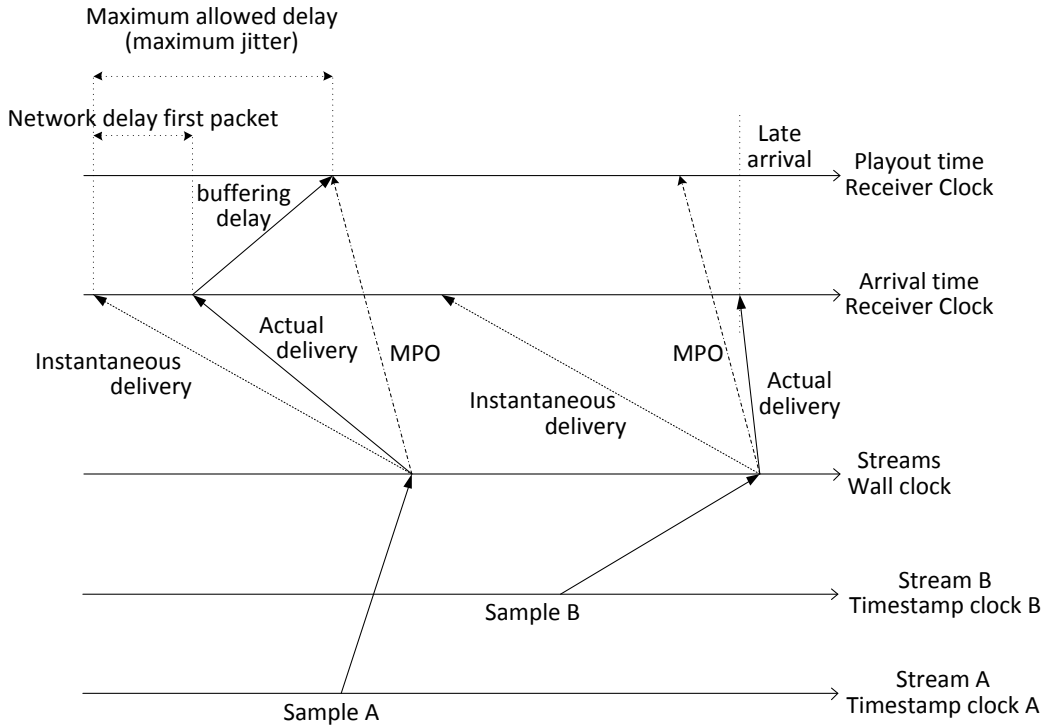 Maximum allowed delay
(maximum jitter)
Network delay first packet
Late
arrival
Playout time
Receiver Clock
buffering
delay
Arrival time
Receiver Clock
Actual
delivery
MPO
MPO
Instantaneous
delivery
Instantaneous
delivery
Actual
delivery
Streams
Wall clock
Stream B
Timestamp clock B
Sample B
Stream A
Timestamp clock A
Sample A